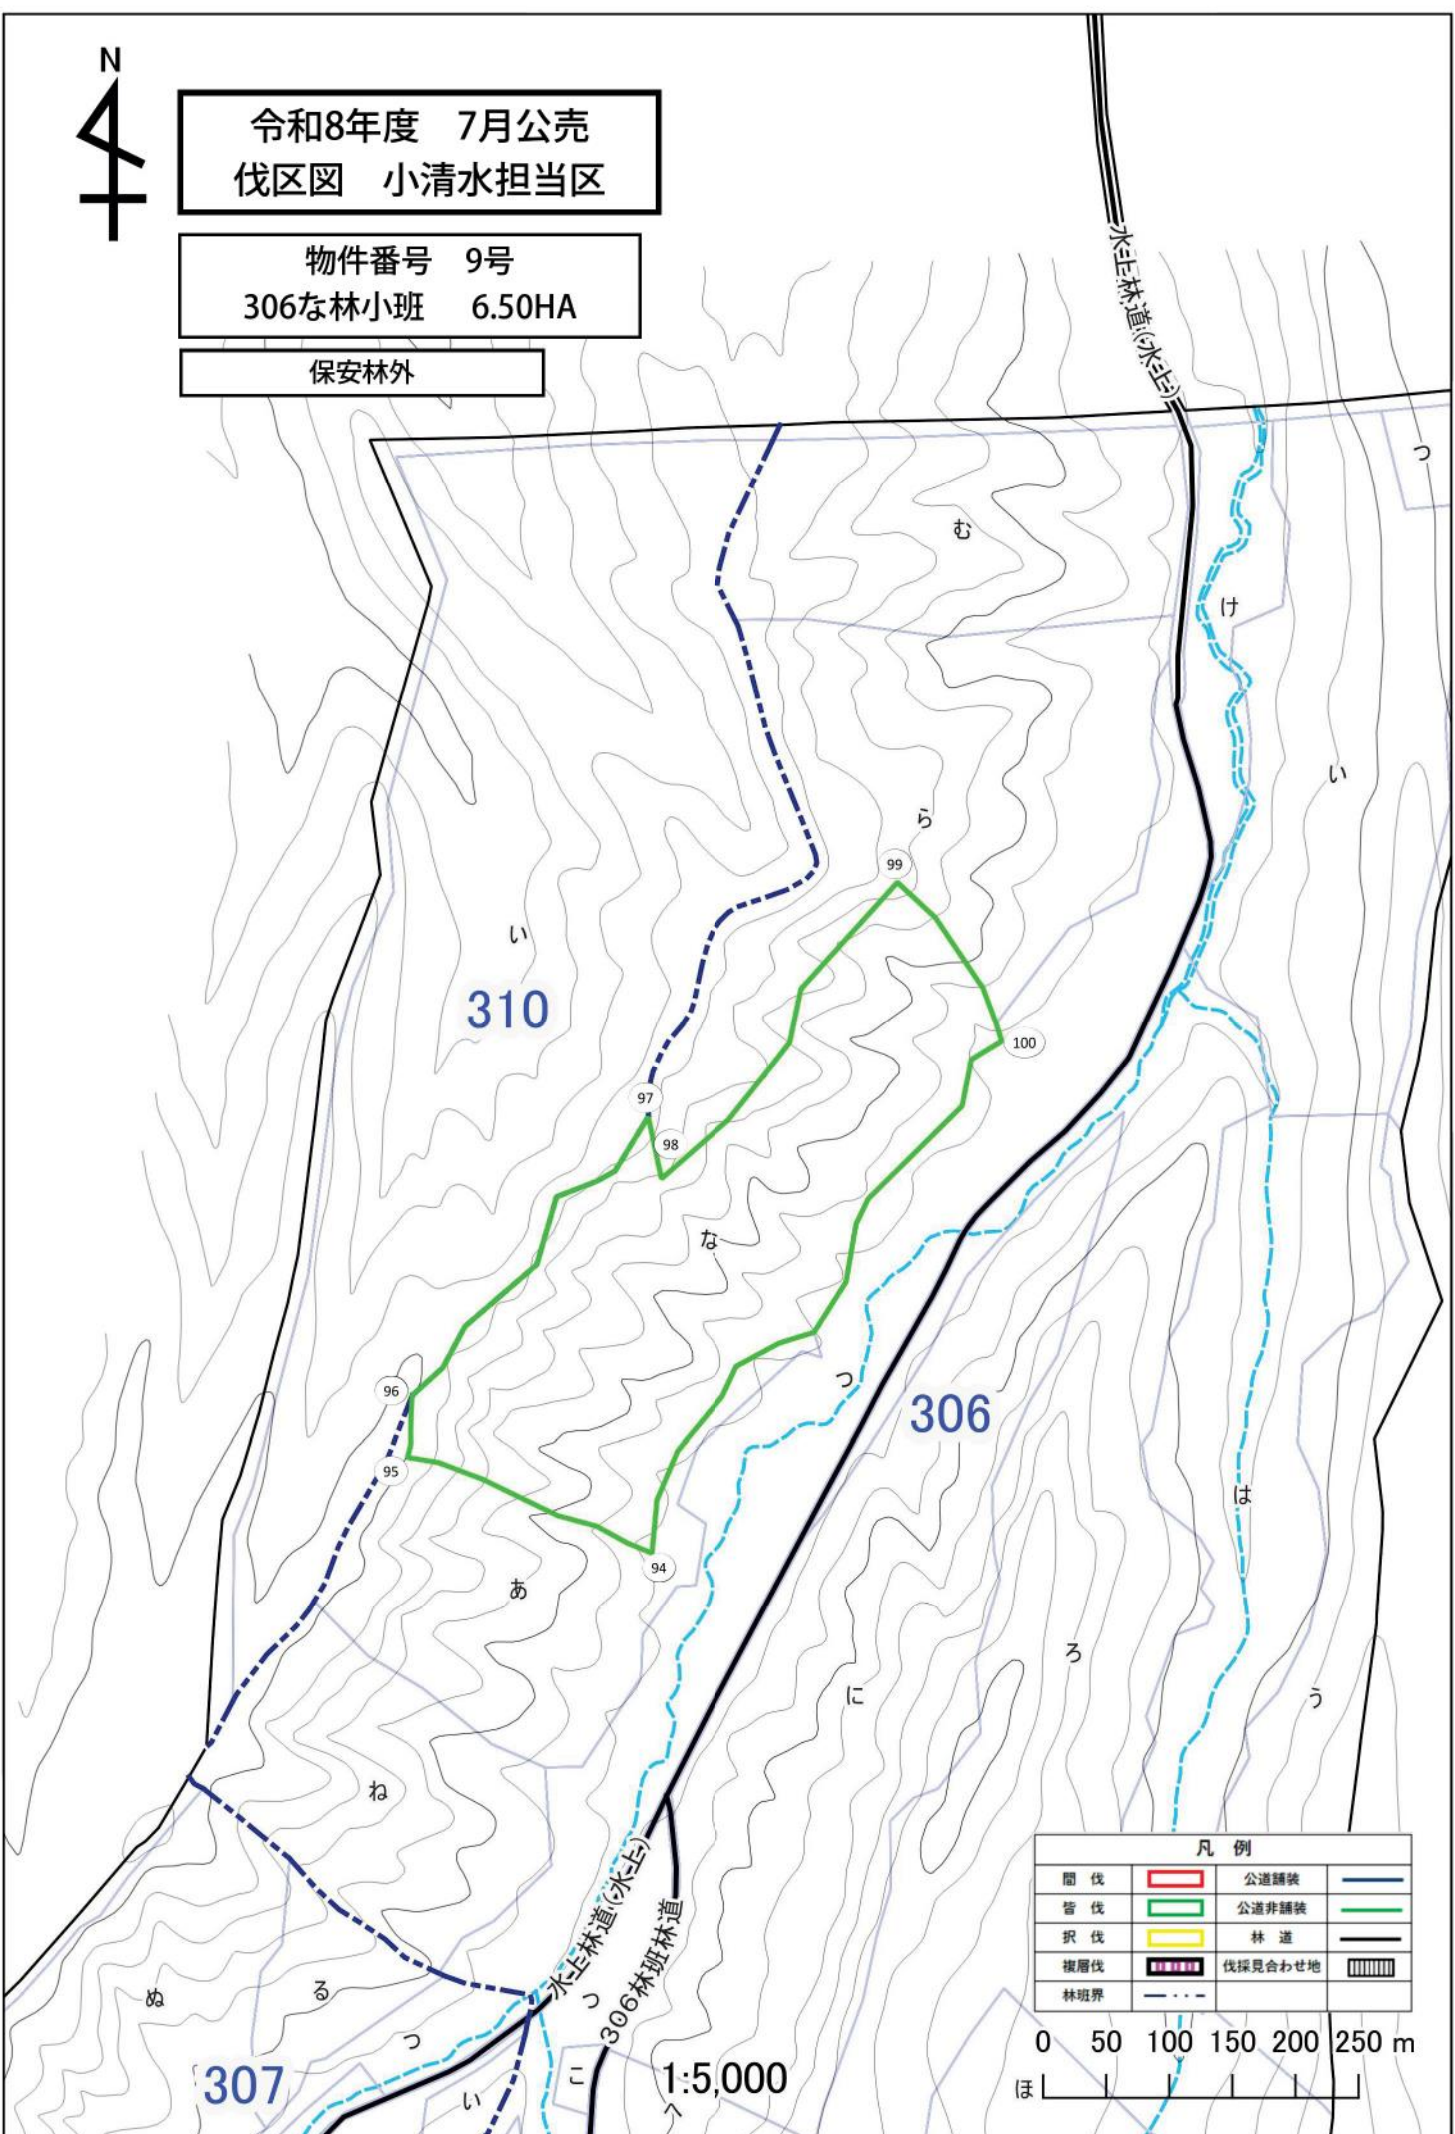 N
令和8年度　7月公売
伐区図　小清水担当区
物件番号　9号
306な林小班　6.50HA
保安林外
水上林道(水上)
つ
む
け
い
ら
99
い
310
100
97
98
な
96
つ
306
95
は
94
あ
ろ
に
う
ね
水上林道(水上)
306林班林道
ぬ
る
つ
つ
307
い
こ
へ
1:5,000
凡　例
間　伐　公道舗装
皆　伐　公道非舗装
択　伐　林　道
複層伐　伐採見合わせ地
林班界
0 50 100 150 200 250 m
ほ